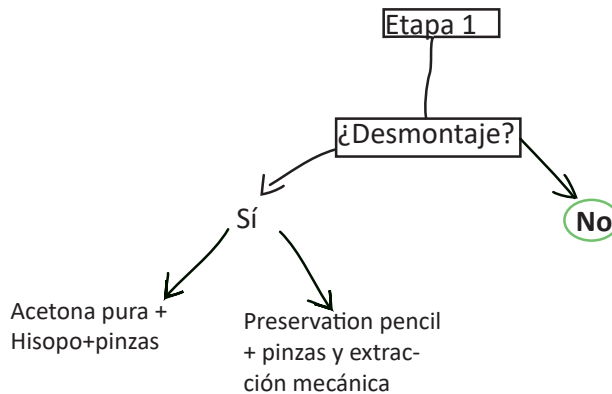 Etapa 1
¿Desmontaje?
Sí
No
Acetona pura +
Hisopo+pinzas
Preservation pencil
+ pinzas y extrac-
ción mecánica